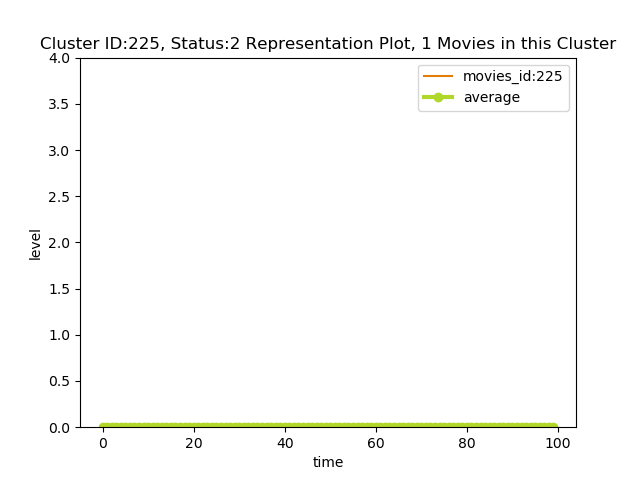 Cluster ID:225, Status:2 Representation Plot, 1 Movies in this Cluster
4.0
movies_id:225
average
3.5
3.0
2.5
2.0
1.5
1.0
0.5
0.0
level
0 20 40 60 80 100
time